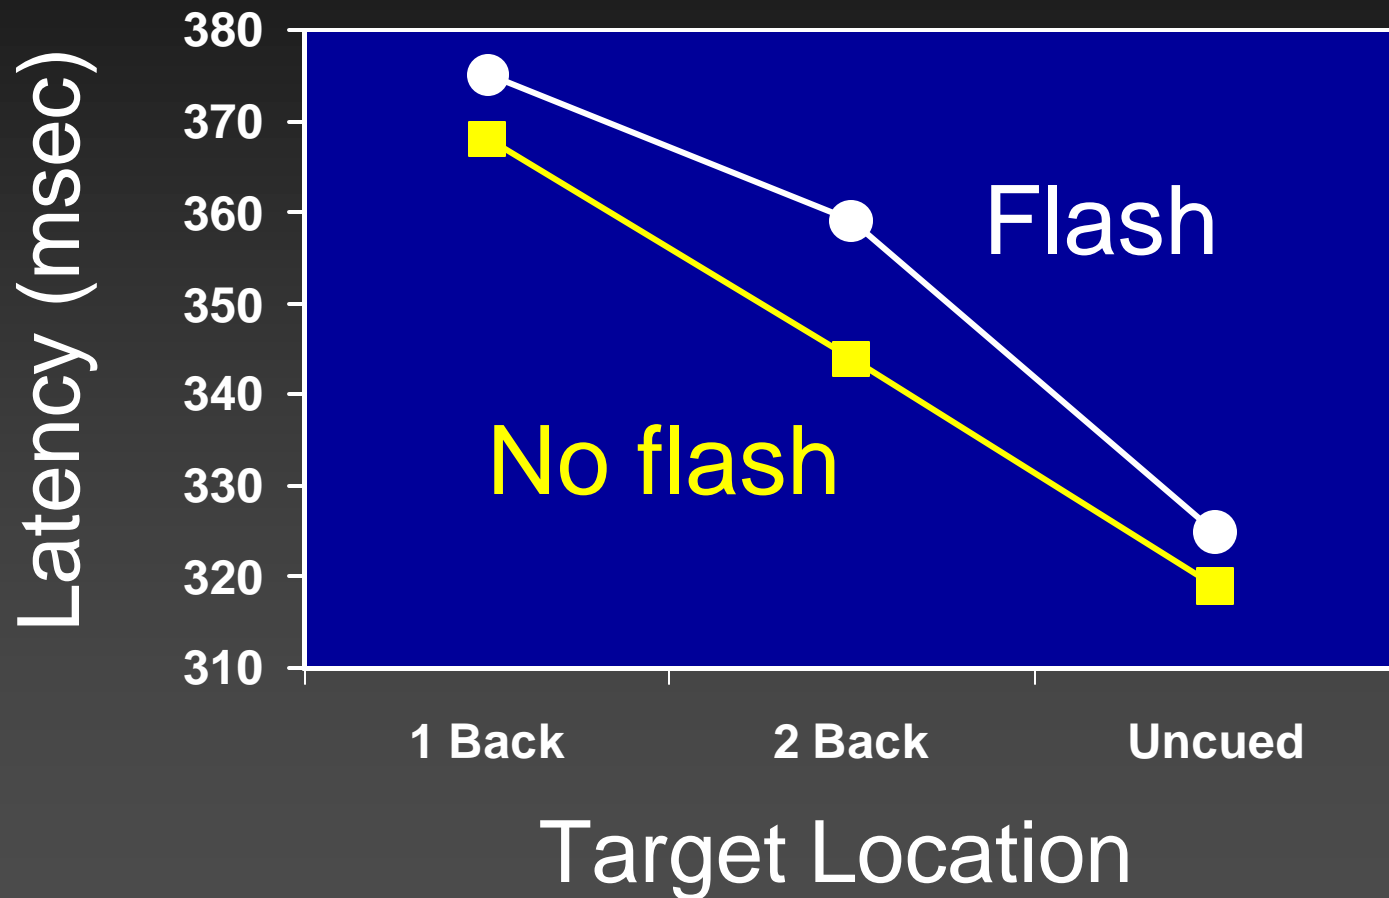 Latency (msec)
380
370
360
350
340
330
320
310
Flash
No flash
1 Back 2 Back Uncued
Target Location